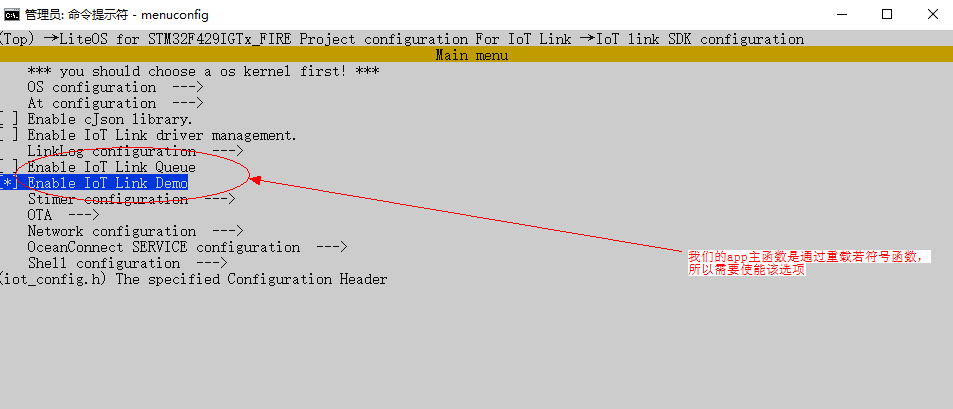 管理员: 命令提示符 - menuconfig
(Top) →LiteOS for STM32F429IGTx_FIRE Project configuration For IoT Link →IoT link SDK configuration
Main menu
*** you should choose a os kernel first! ***
OS configuration --->
At configuration --->
[ ] Enable cJson library.
[ ] Enable IoT Link driver management.
LinkLog configuration --->
[ ] Enable IoT Link Queue
[*] Enable IoT Link Demo
Stimer configuration --->
OTA --->
Network configuration --->
OceanConnect SERVICE configuration --->
Shell configuration --->
(iot_config.h) The specified Configuration Header
我们的app主函数是通过重载若符号函数，
所以需要使能该选项